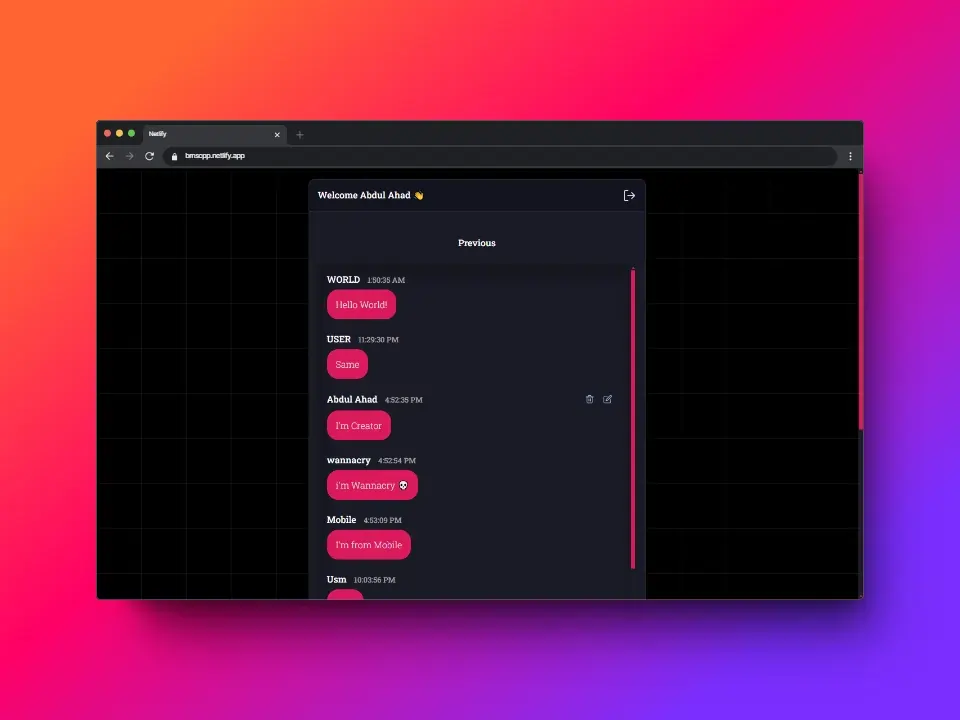 Netlify
bmscpp.netlify.app
Welcome Abdul Ahad 👋
Previous
WORLD 1:50:35 AM
Hello World!
USER 11:29:30 PM
Same
Abdul Ahad 4:52:35 PM
I'm Creator
wannacry 4:52:54 PM
i'm Wannacry 💀
Mobile 4:53:09 PM
I'm from Mobile
Usm 10:03:56 PM